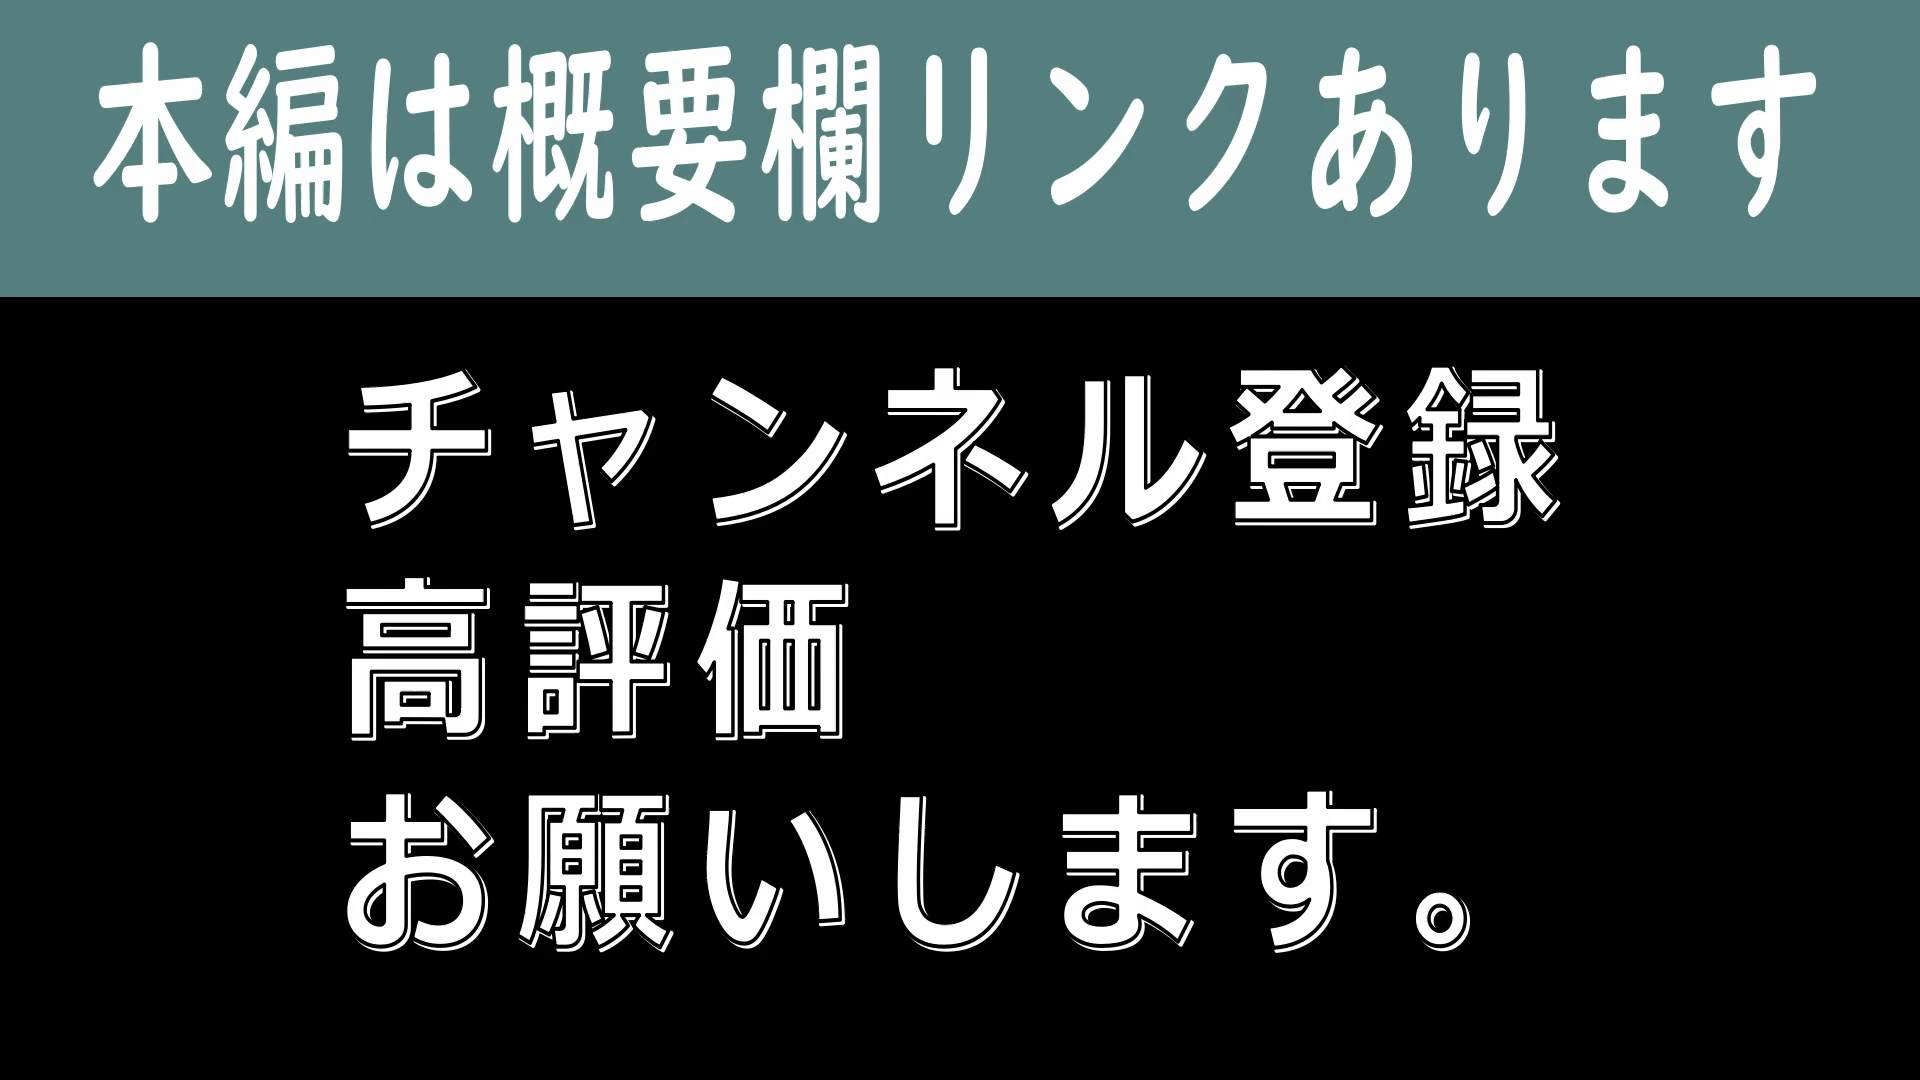 本編は概要欄リンクあります
チャンネル登録
高評価
お願いします。